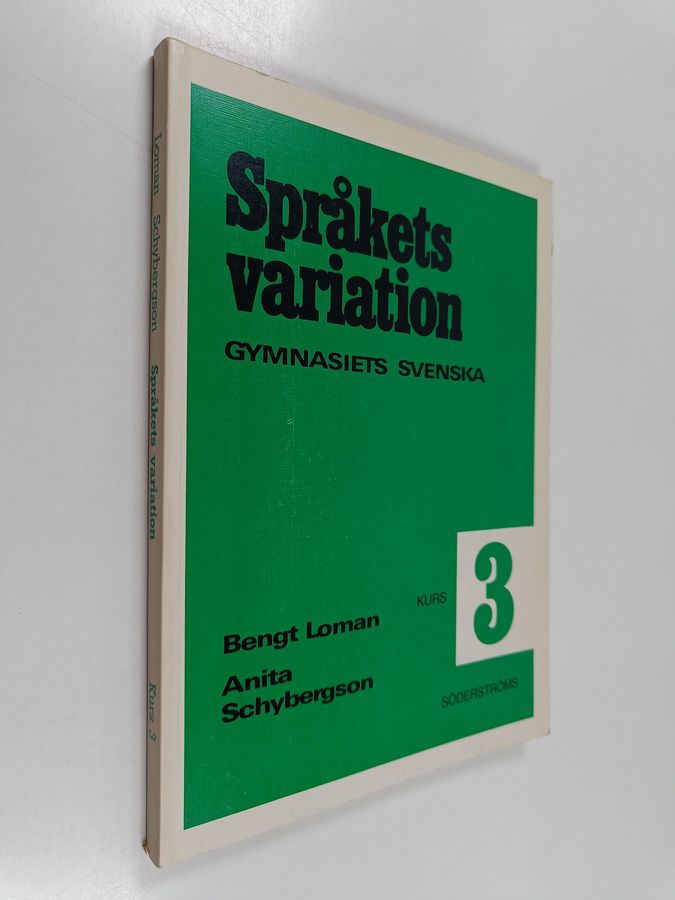 Språkets
variation
GYMNASIETS SVENSKA
KURS 3
Bengt Loman
Anita
Schybergson
SÖDERSTRÖMS
Loman Schybergson Språkets variation Kurs 3